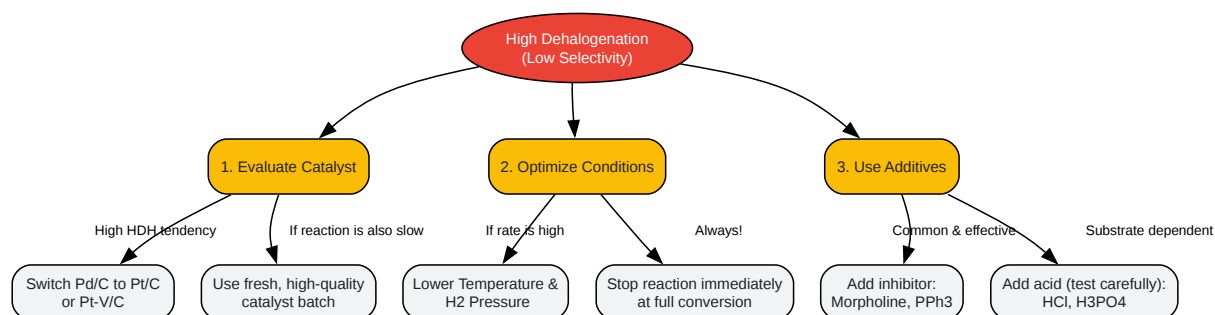 High Dehalogenation
(Low Selectivity)
1. Evaluate Catalyst
2. Optimize Conditions
3. Use Additives
High HDH tendency
If reaction is also slow
If rate is high
Always!
Common & effective
Substrate dependent
Switch Pd/C to Pt/C
or Pt-V/C
Use fresh, high-quality
catalyst batch
Lower Temperature &
H2 Pressure
Stop reaction immediately
at full conversion
Add inhibitor:
Morpholine, PPh3
Add acid (test carefully):
HCl, H3PO4